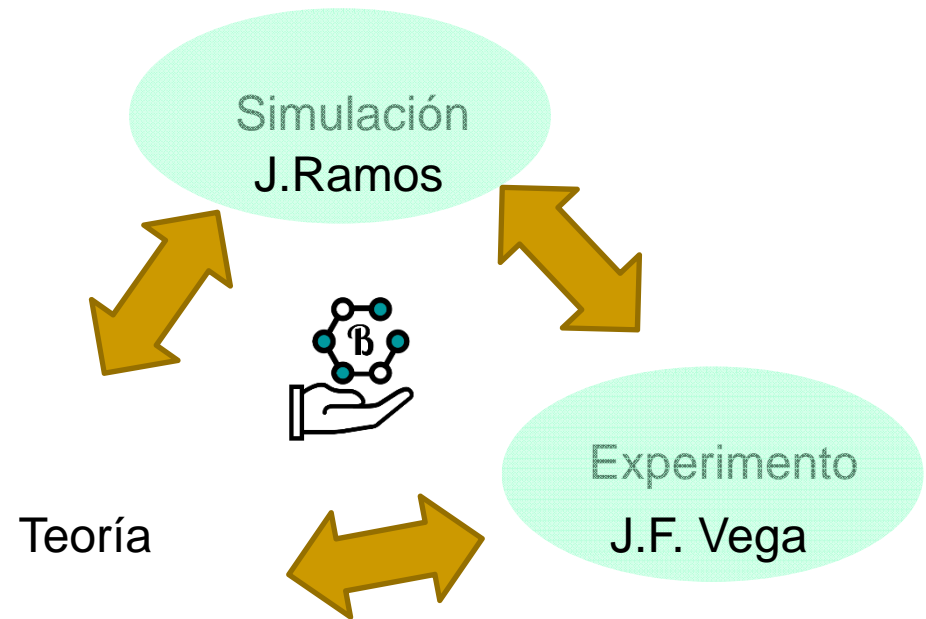 Simulación
J.Ramos
B
Experimento
Teoría
J.F. Vega